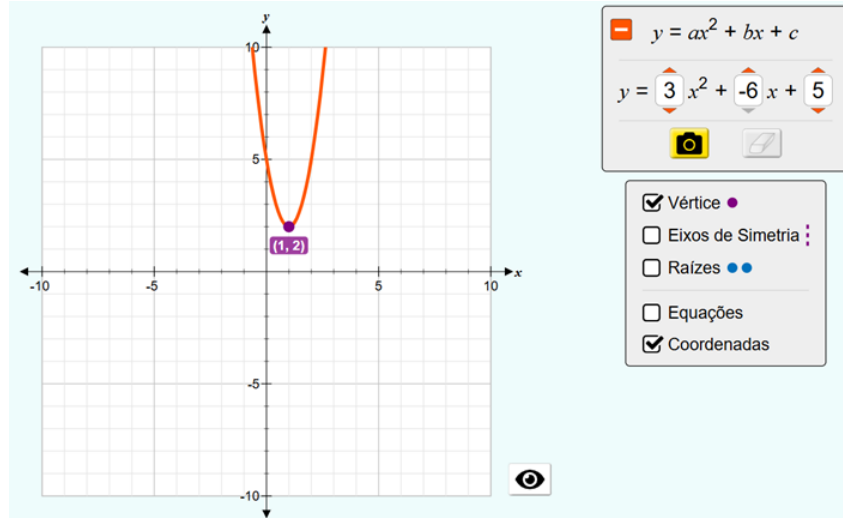 y
10
5
(1, 2)
-10
-5
5
10
x
-5
-10
y = ax² + bx + c
y = 3 x² + -6 x + 5
Vértice
Eixos de Simetria
Raízes
Equações
Coordenadas